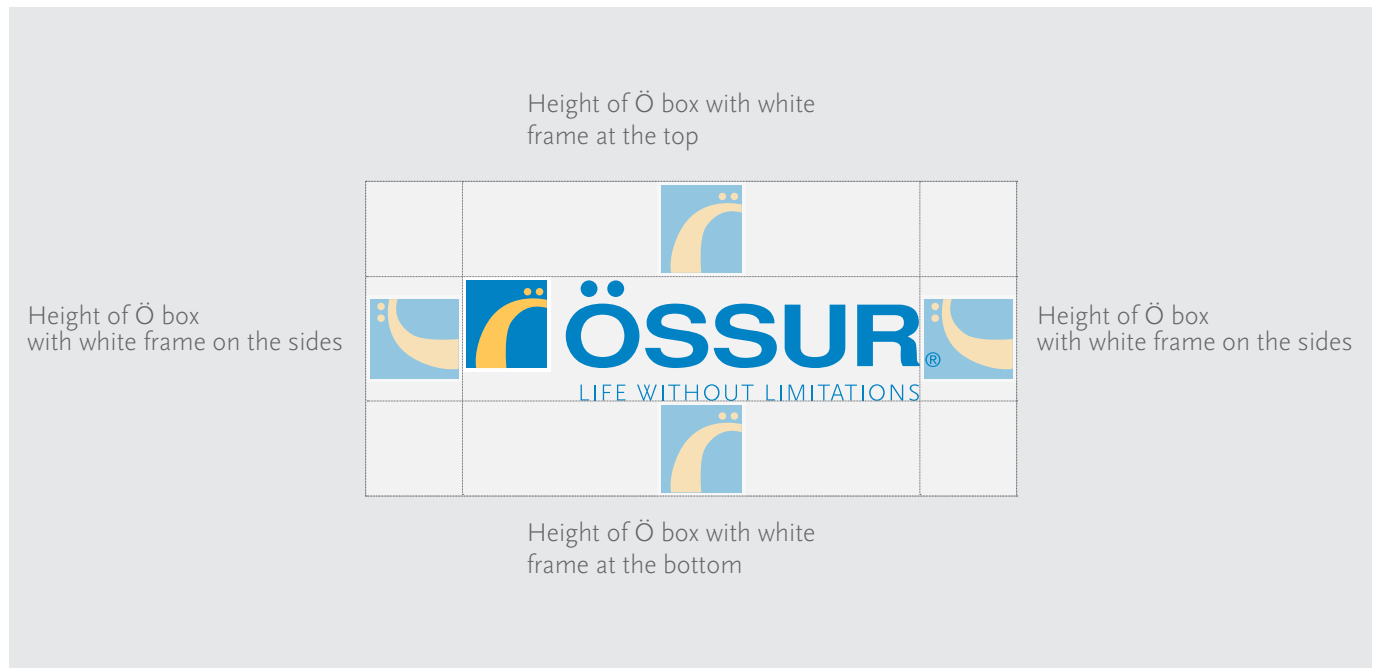 Height of Ö box with white
frame at the top
Height of Ö box
with white frame on the sides
ÖSSUR®
LIFE WITHOUT LIMITATIONS
Height of Ö box
with white frame on the sides
Height of Ö box with white
frame at the bottom